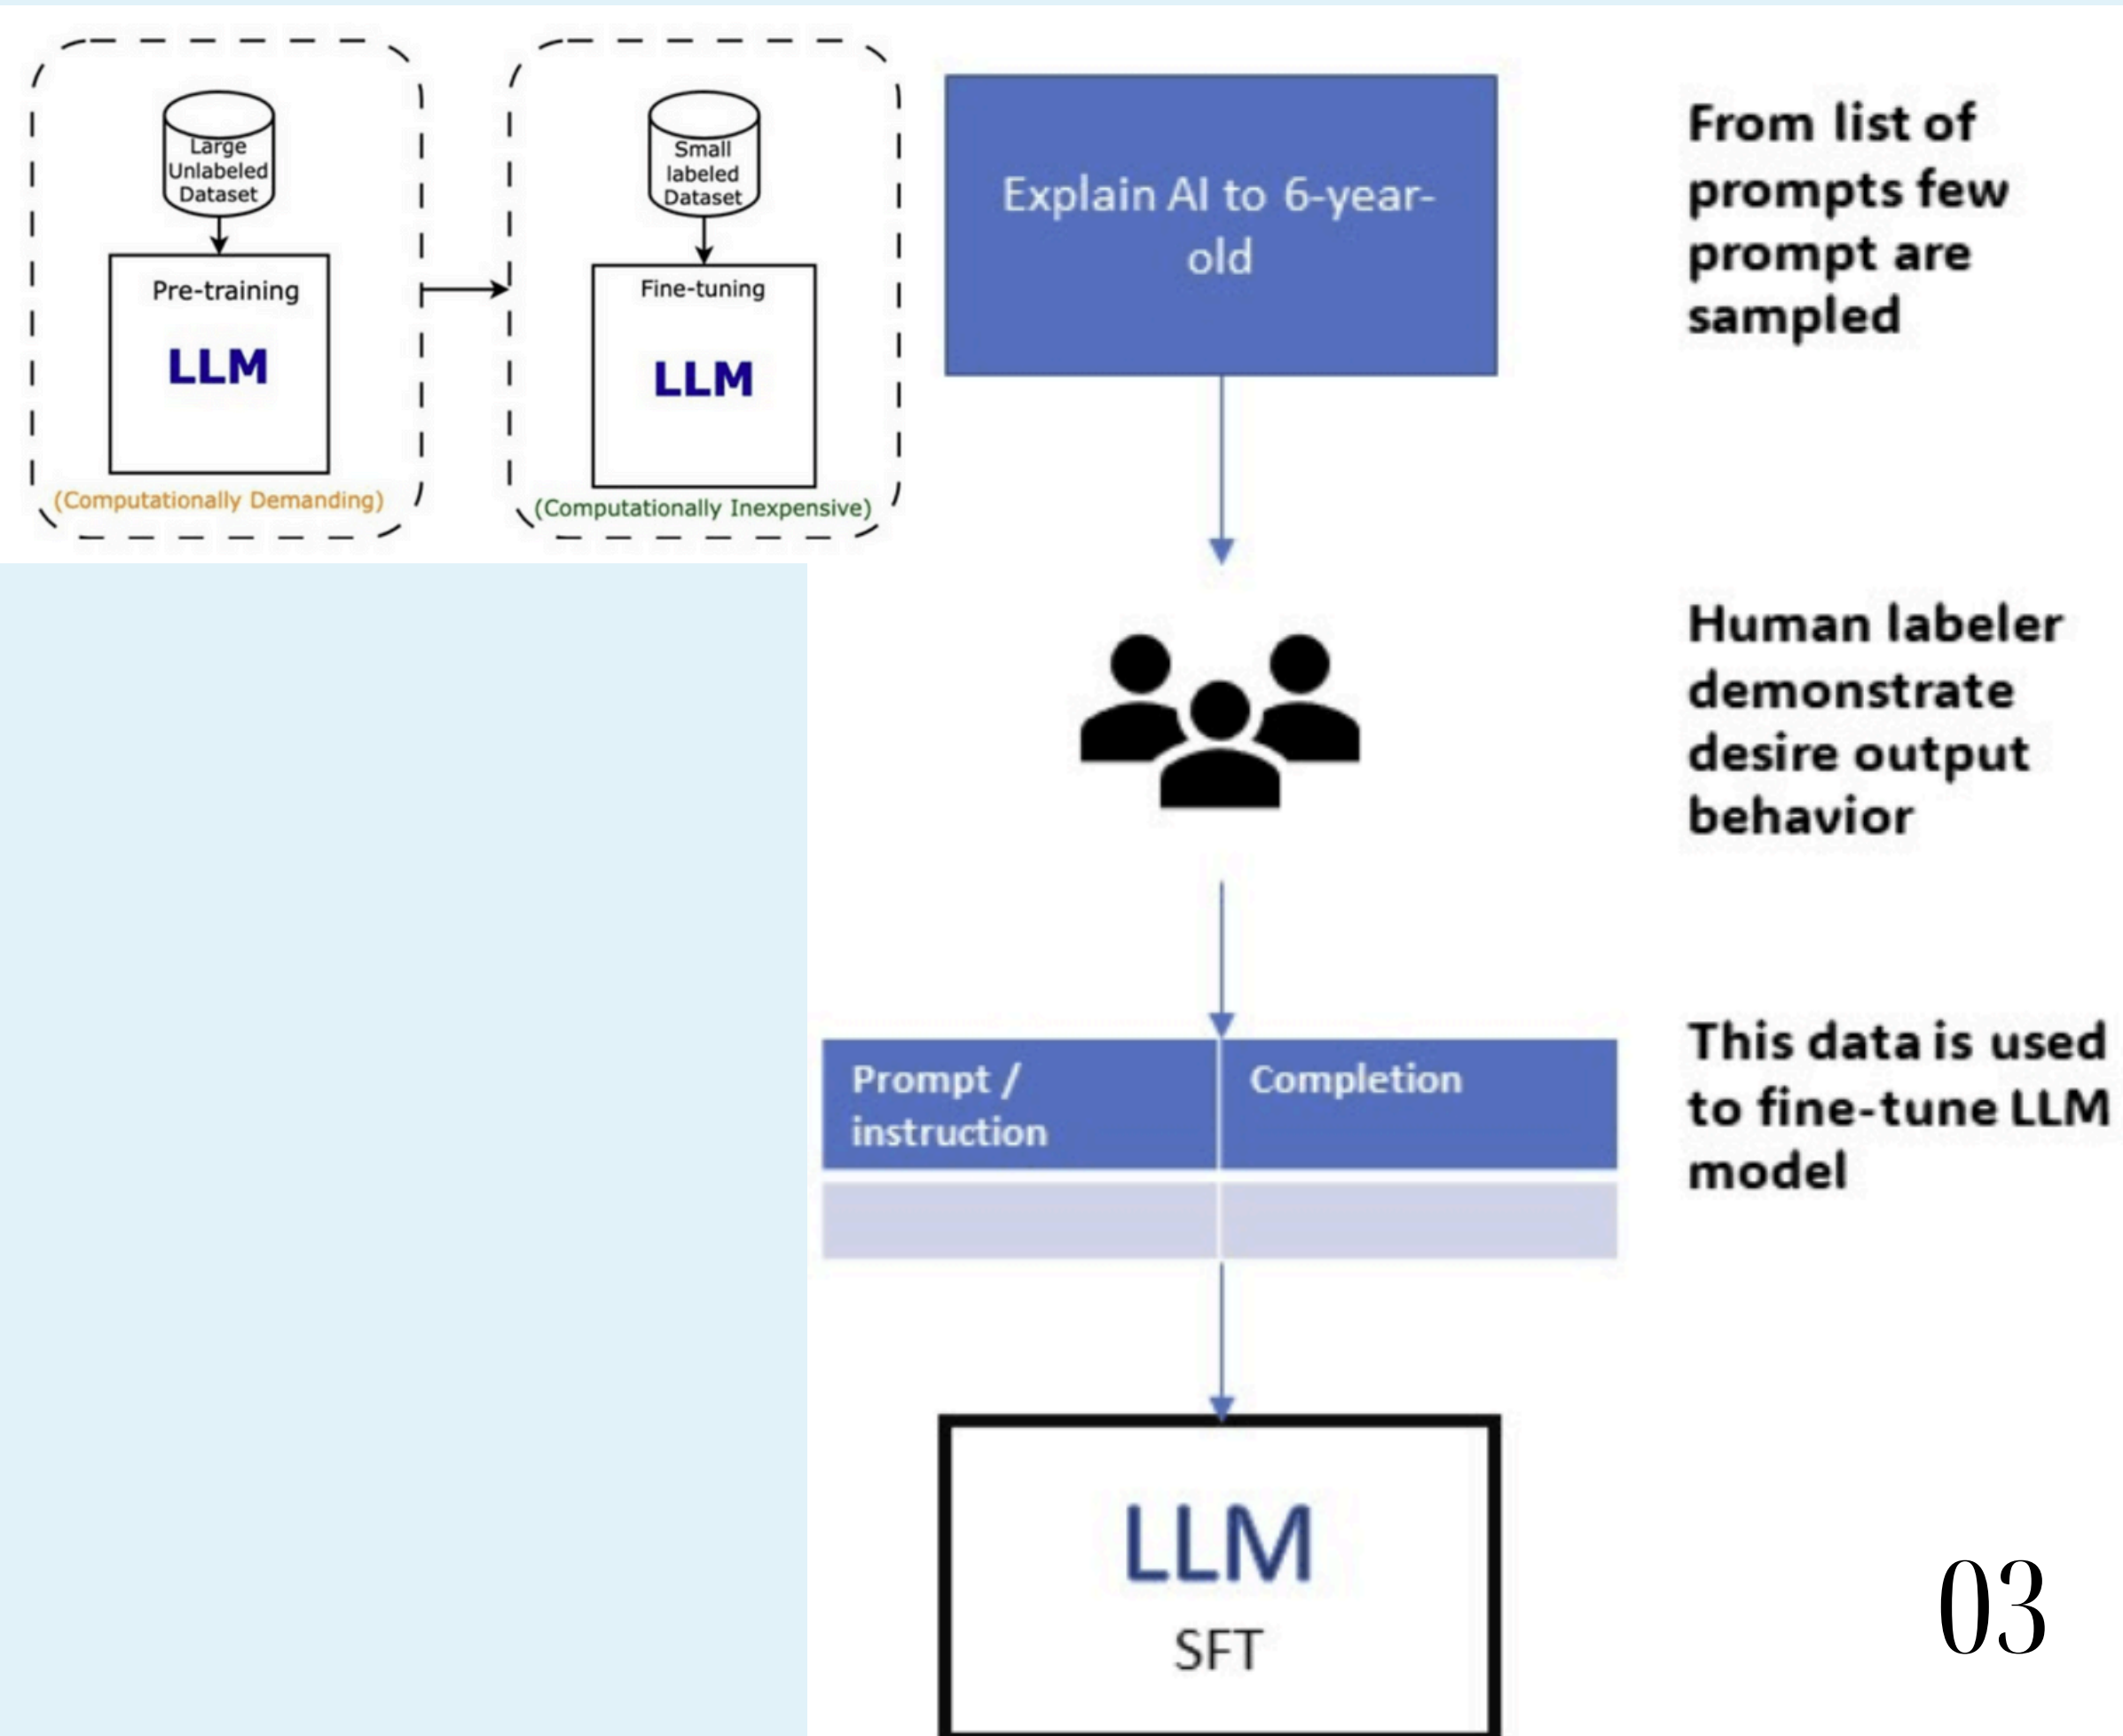 Large
Unlabeled
Dataset
Pre-training
LLM
(Computationally Demanding)
Small
labeled
Dataset
Fine-tuning
LLM
(Computationally Inexpensive)
Explain AI to 6-year-
old
From list of
prompts few
prompt are
sampled
Human labeler
demonstrate
desire output
behavior
Prompt /
instruction
Completion
This data is used
to fine-tune LLM
model
LLM
SFT
03